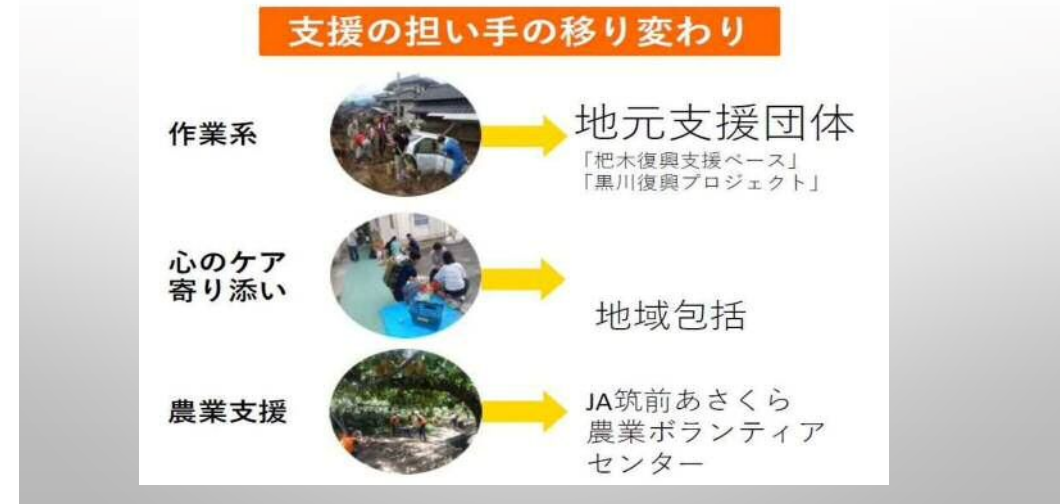 支援の担い手の移り変わり
作業系
地元支援団体
「杷木復興支援ベース」
「黒川復興プロジェクト」
心のケア
寄り添い
地域包括
農業支援
JA筑前あさくら
農業ボランティア
センター